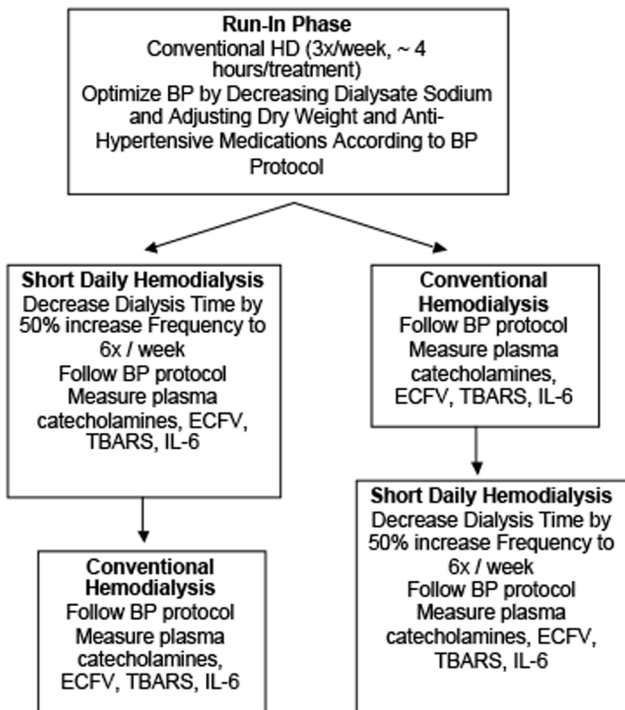 Run-In Phase
Conventional HD (3x/week, ~ 4
hours/treatment)
Optimize BP by Decreasing Dialysate Sodium
and Adjusting Dry Weight and Anti-
Hypertensive Medications According to BP
Protocol
Short Daily Hemodialysis
Decrease Dialysis Time by
50% increase Frequency to
6x / week
Follow BP protocol
Measure plasma
catecholamines, ECFV,
TBARS, IL-6
Conventional
Hemodialysis
Follow BP protocol
Measure plasma
catecholamines,
ECFV, TBARS, IL-6
Conventional
Hemodialysis
Follow BP protocol
Measure plasma
catecholamines,
ECFV, TBARS, IL-6
Short Daily Hemodialysis
Decrease Dialysis Time by
50% increase Frequency to
6x / week
Follow BP protocol
Measure plasma
catecholamines, ECFV,
TBARS, IL-6